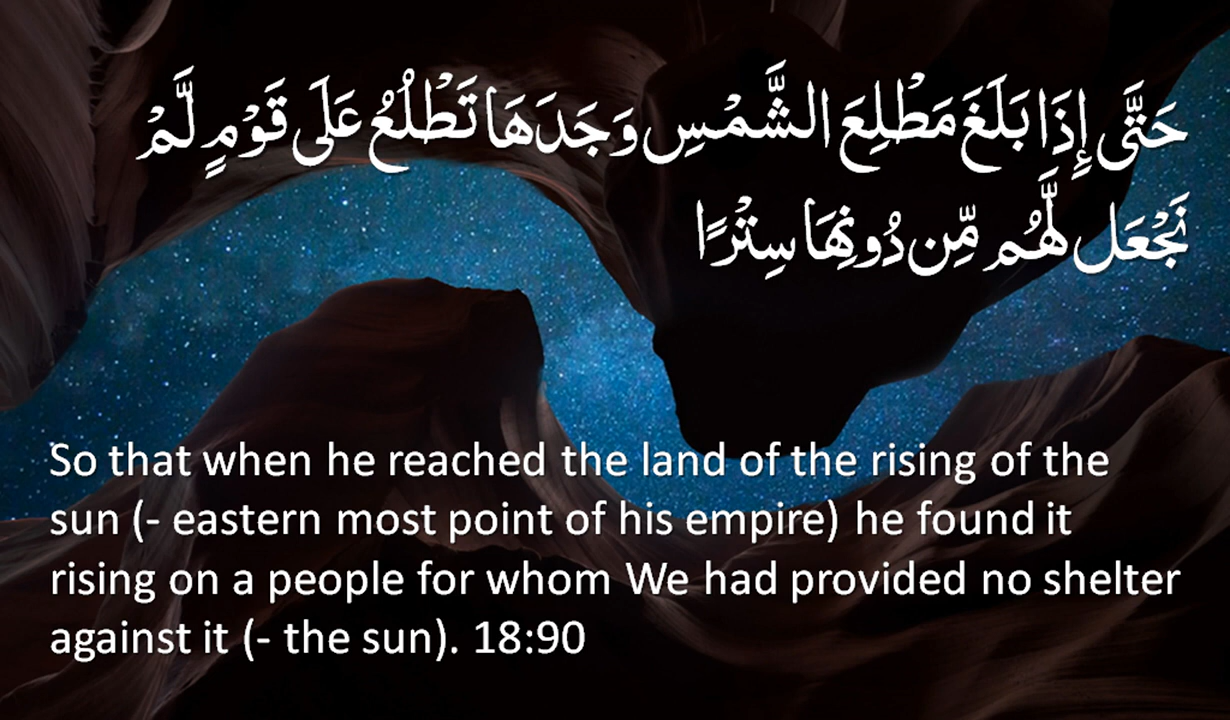 حَتَّى إِذَا بَلَغَ مَطْلِعَ الشَّمْسِ وَجَدَهَا تَطْلُعُ عَلَى قَوْمٍ لَّمْ
نَجْعَل لَّهُم مِّن دُونِهَا سِتْرًا
So that when he reached the land of the rising of the
sun (- eastern most point of his empire) he found it
rising on a people for whom We had provided no shelter
against it (- the sun). 18:90